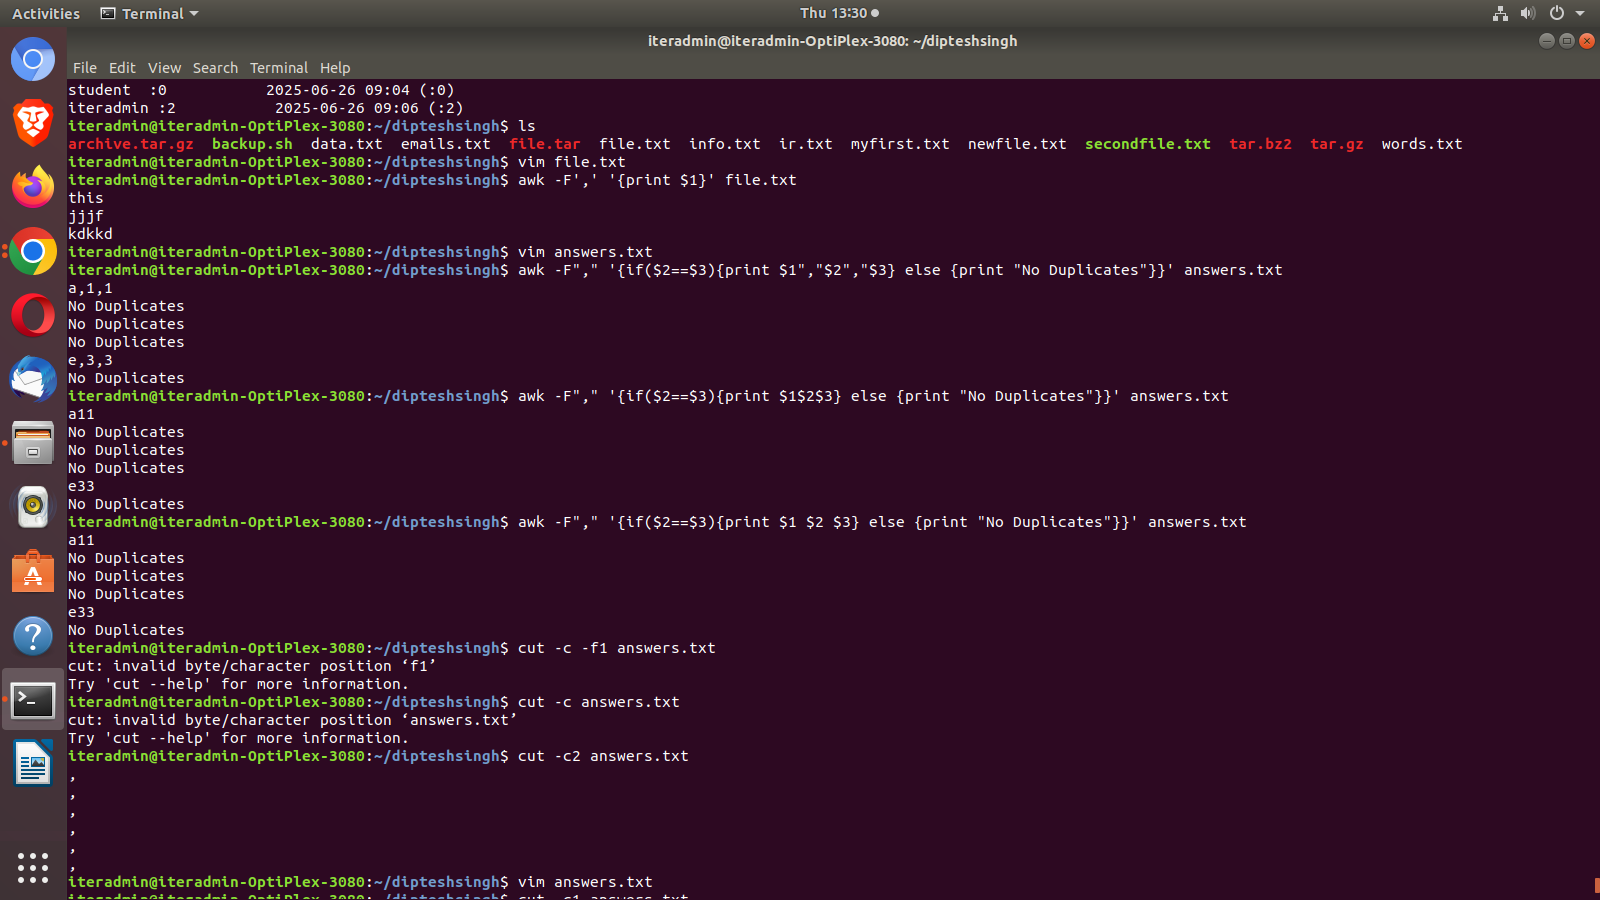 Activities Terminal Thu 13:30
iteradmin@iteradmin-OptiPlex-3080: ~/dipteshsingh
File Edit View Search Terminal Help
student  :0           2025-06-26 09:04 (:0)
iteradmin :2           2025-06-26 09:06 (:2)
iteradmin@iteradmin-OptiPlex-3080:~/dipteshsingh$ ls
archive.tar.gz  backup.sh  data.txt  emails.txt  file.tar  file.txt  info.txt  ir.txt  myfirst.txt  newfile.txt  secondfile.txt  tar.bz2  tar.gz  words.txt
iteradmin@iteradmin-OptiPlex-3080:~/dipteshsingh$ vim file.txt
iteradmin@iteradmin-OptiPlex-3080:~/dipteshsingh$ awk -F',' '{print $1}' file.txt
this
jjjf
kdkkd
iteradmin@iteradmin-OptiPlex-3080:~/dipteshsingh$ vim answers.txt
iteradmin@iteradmin-OptiPlex-3080:~/dipteshsingh$ awk -F"," '{if($2==$3){print $1","$2","$3} else {print "No Duplicates"}}' answers.txt
a,1,1
No Duplicates
No Duplicates
No Duplicates
e,3,3
No Duplicates
iteradmin@iteradmin-OptiPlex-3080:~/dipteshsingh$ awk -F"," '{if($2==$3){print $1$2$3} else {print "No Duplicates"}}' answers.txt
a11
No Duplicates
No Duplicates
No Duplicates
e33
No Duplicates
iteradmin@iteradmin-OptiPlex-3080:~/dipteshsingh$ awk -F"," '{if($2==$3){print $1 $2 $3} else {print "No Duplicates"}}' answers.txt
a11
No Duplicates
No Duplicates
No Duplicates
e33
No Duplicates
iteradmin@iteradmin-OptiPlex-3080:~/dipteshsingh$ cut -c -f1 answers.txt
cut: invalid byte/character position ‘f1’
Try 'cut --help' for more information.
iteradmin@iteradmin-OptiPlex-3080:~/dipteshsingh$ cut -c answers.txt
cut: invalid byte/character position ‘answers.txt’
Try 'cut --help' for more information.
iteradmin@iteradmin-OptiPlex-3080:~/dipteshsingh$ cut -c2 answers.txt
,
,
,
,
,
,
iteradmin@iteradmin-OptiPlex-3080:~/dipteshsingh$ vim answers.txt
iteradmin@iteradmin-OptiPlex-3080:~/dipteshsingh$ cut -c1 answers.txt